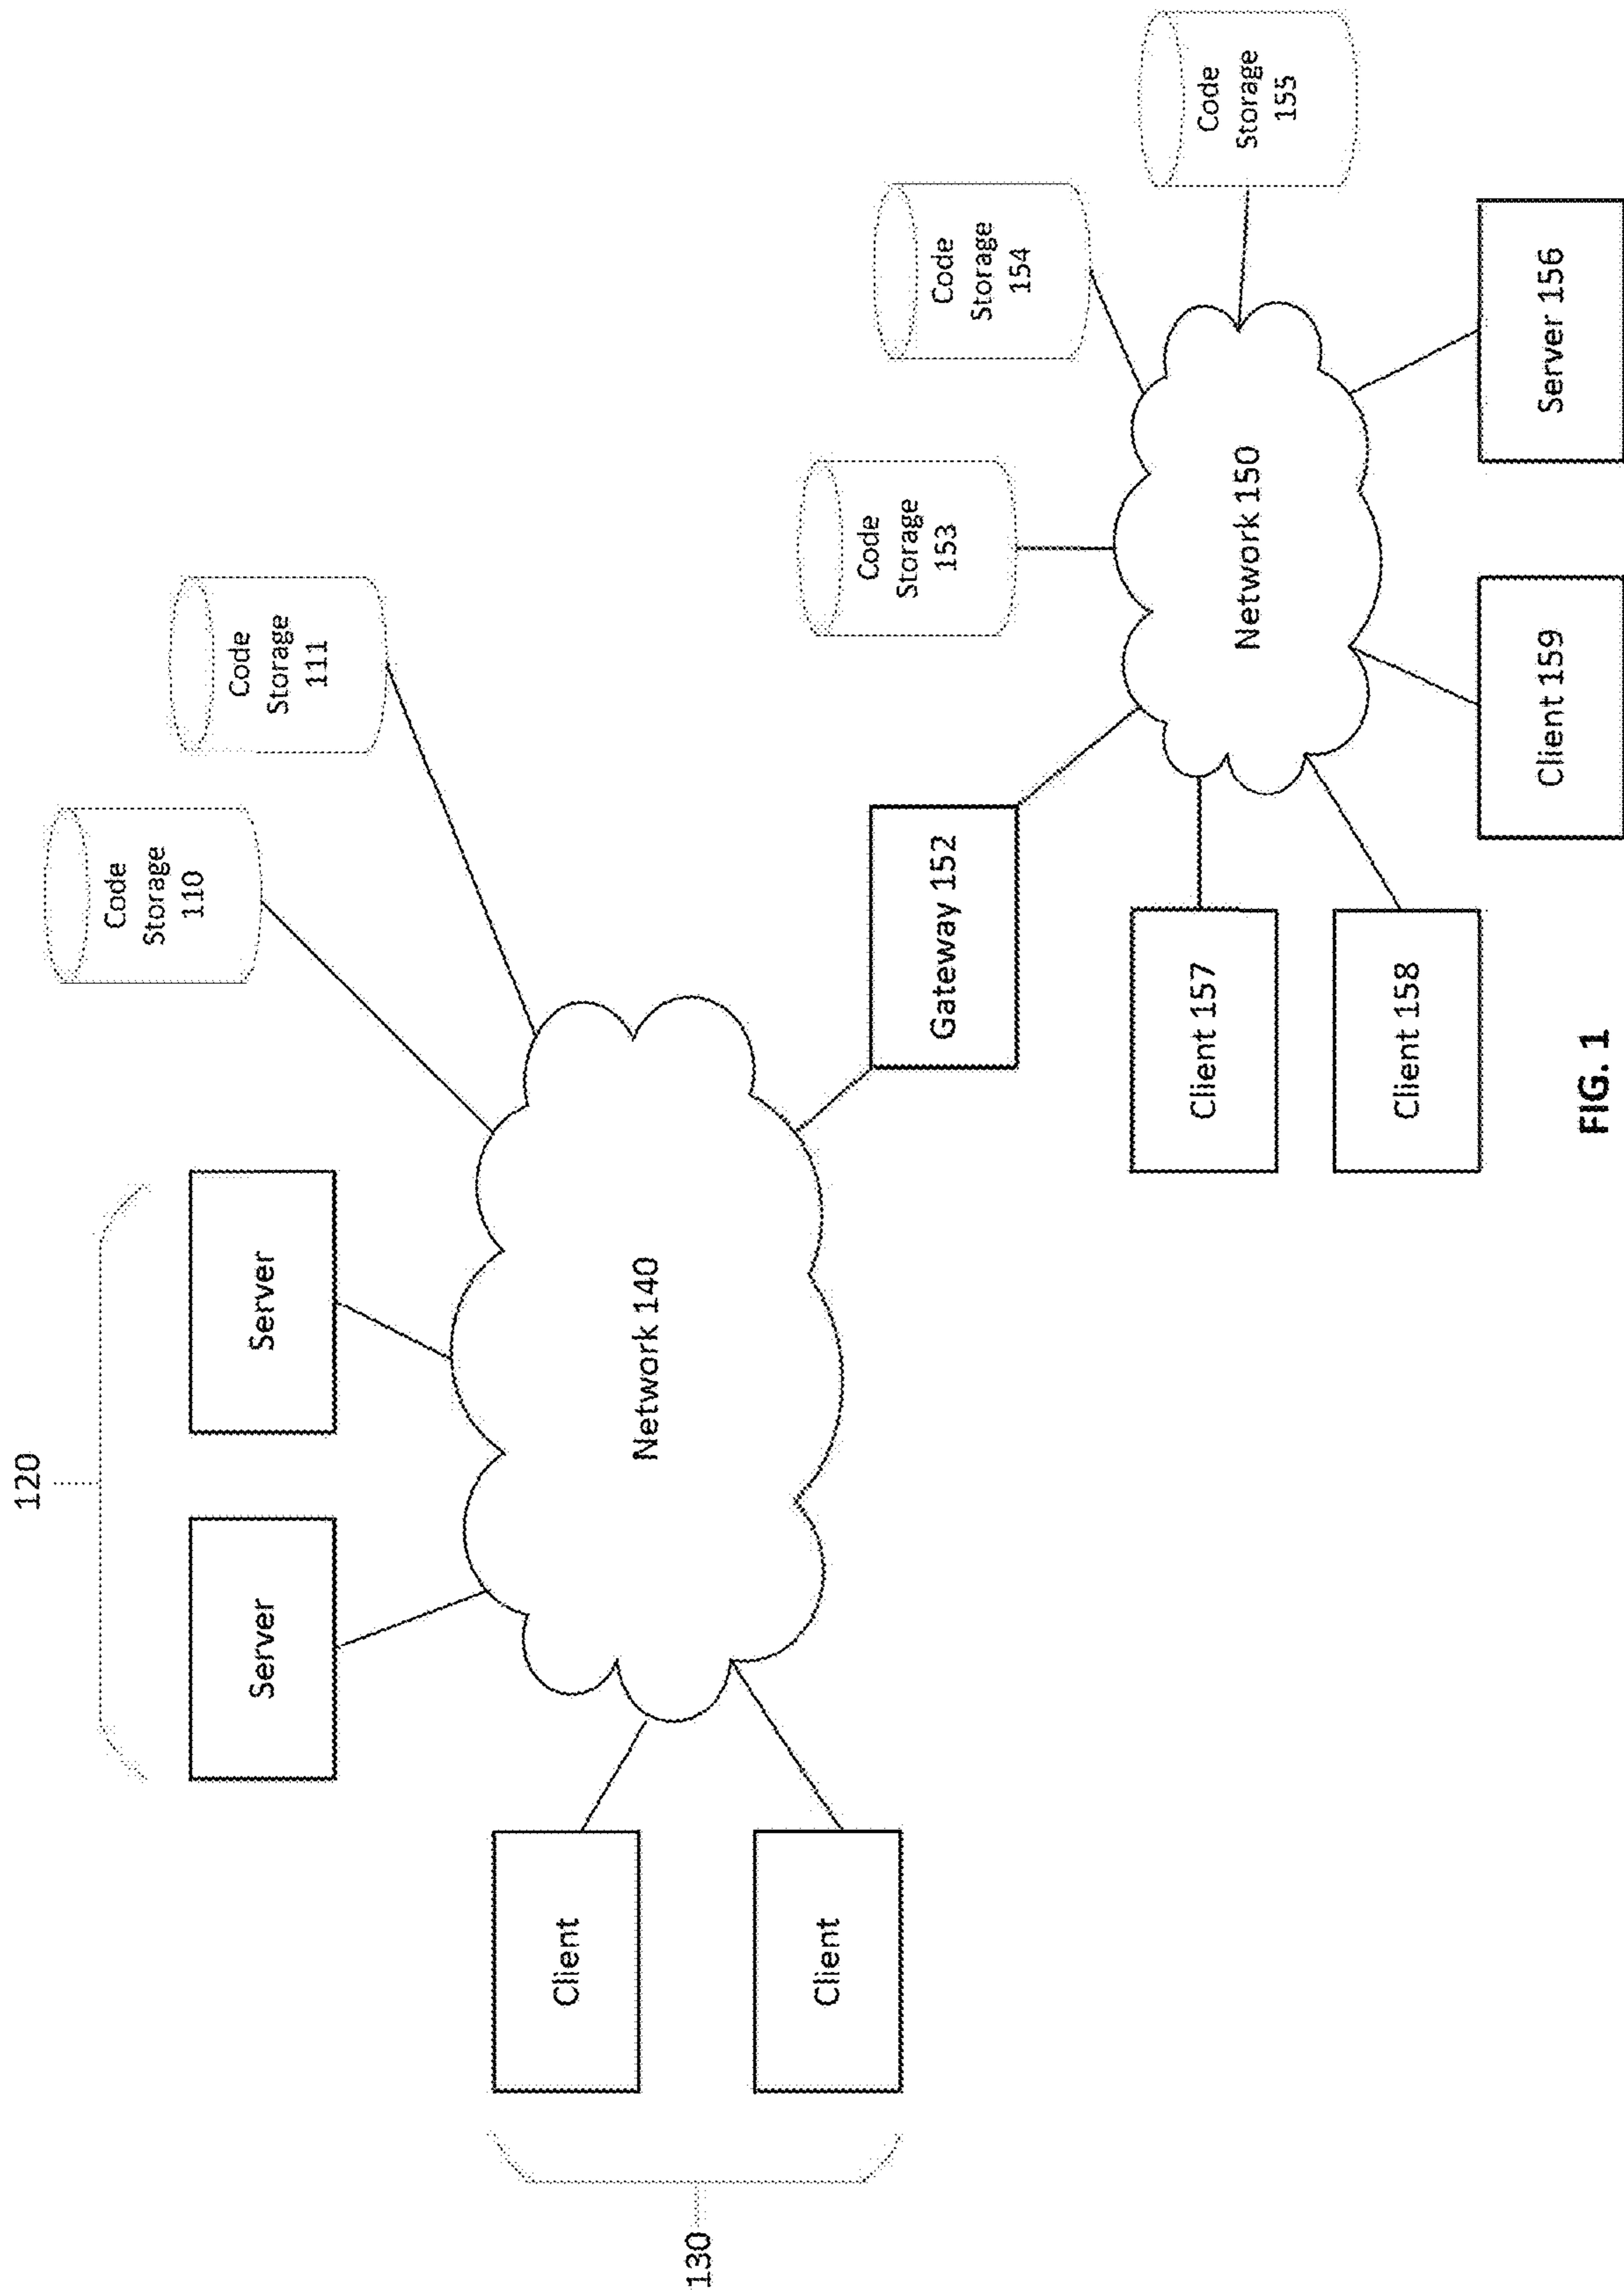 120
Server
Server
Code
Storage
110
Code
Storage
111
130
Client
Client
Network 140
Gateway 152
Code
Storage
153
Code
Storage
154
Code
Storage
155
Network 150
Client 157
Client 158
Client 159
Server 156
FIG. 1